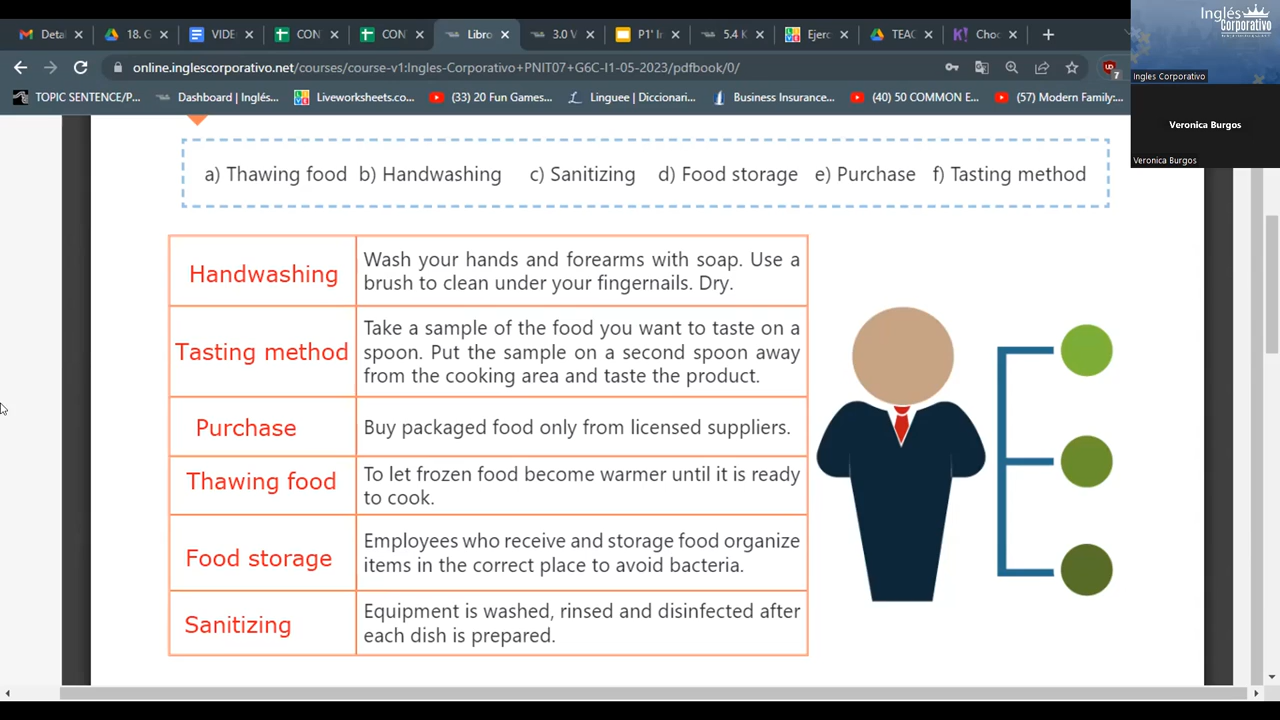 Detai
18. G
VIDE
CON
CON
Libro
3.0 V
P1' In
5.4 K
Ejerc
TEAC
Choc
Inglés
Corporativo
online.inglescorporativo.net/courses/course-v1:Ingles-Corporativo+PNIT07+G6C-I1-05-2023/pdfbook/0/
7
Ingles Corporativo
TOPIC SENTENCE/P...
Dashboard | Inglés...
Liveworksheets.co...
(33) 20 Fun Games...
Linguee | Diccionari...
Business Insurance...
(40) 50 COMMON E...
(57) Modern Family:...
Veronica Burgos
Veronica Burgos
a) Thawing food b) Handwashing c) Sanitizing d) Food storage e) Purchase f) Tasting method
Handwashing
Wash your hands and forearms with soap. Use a
brush to clean under your fingernails. Dry.
Tasting method
Take a sample of the food you want to taste on a
spoon. Put the sample on a second spoon away
from the cooking area and taste the product.
Purchase
Buy packaged food only from licensed suppliers.
Thawing food
To let frozen food become warmer until it is ready
to cook.
Food storage
Employees who receive and storage food organize
items in the correct place to avoid bacteria.
Sanitizing
Equipment is washed, rinsed and disinfected after
each dish is prepared.